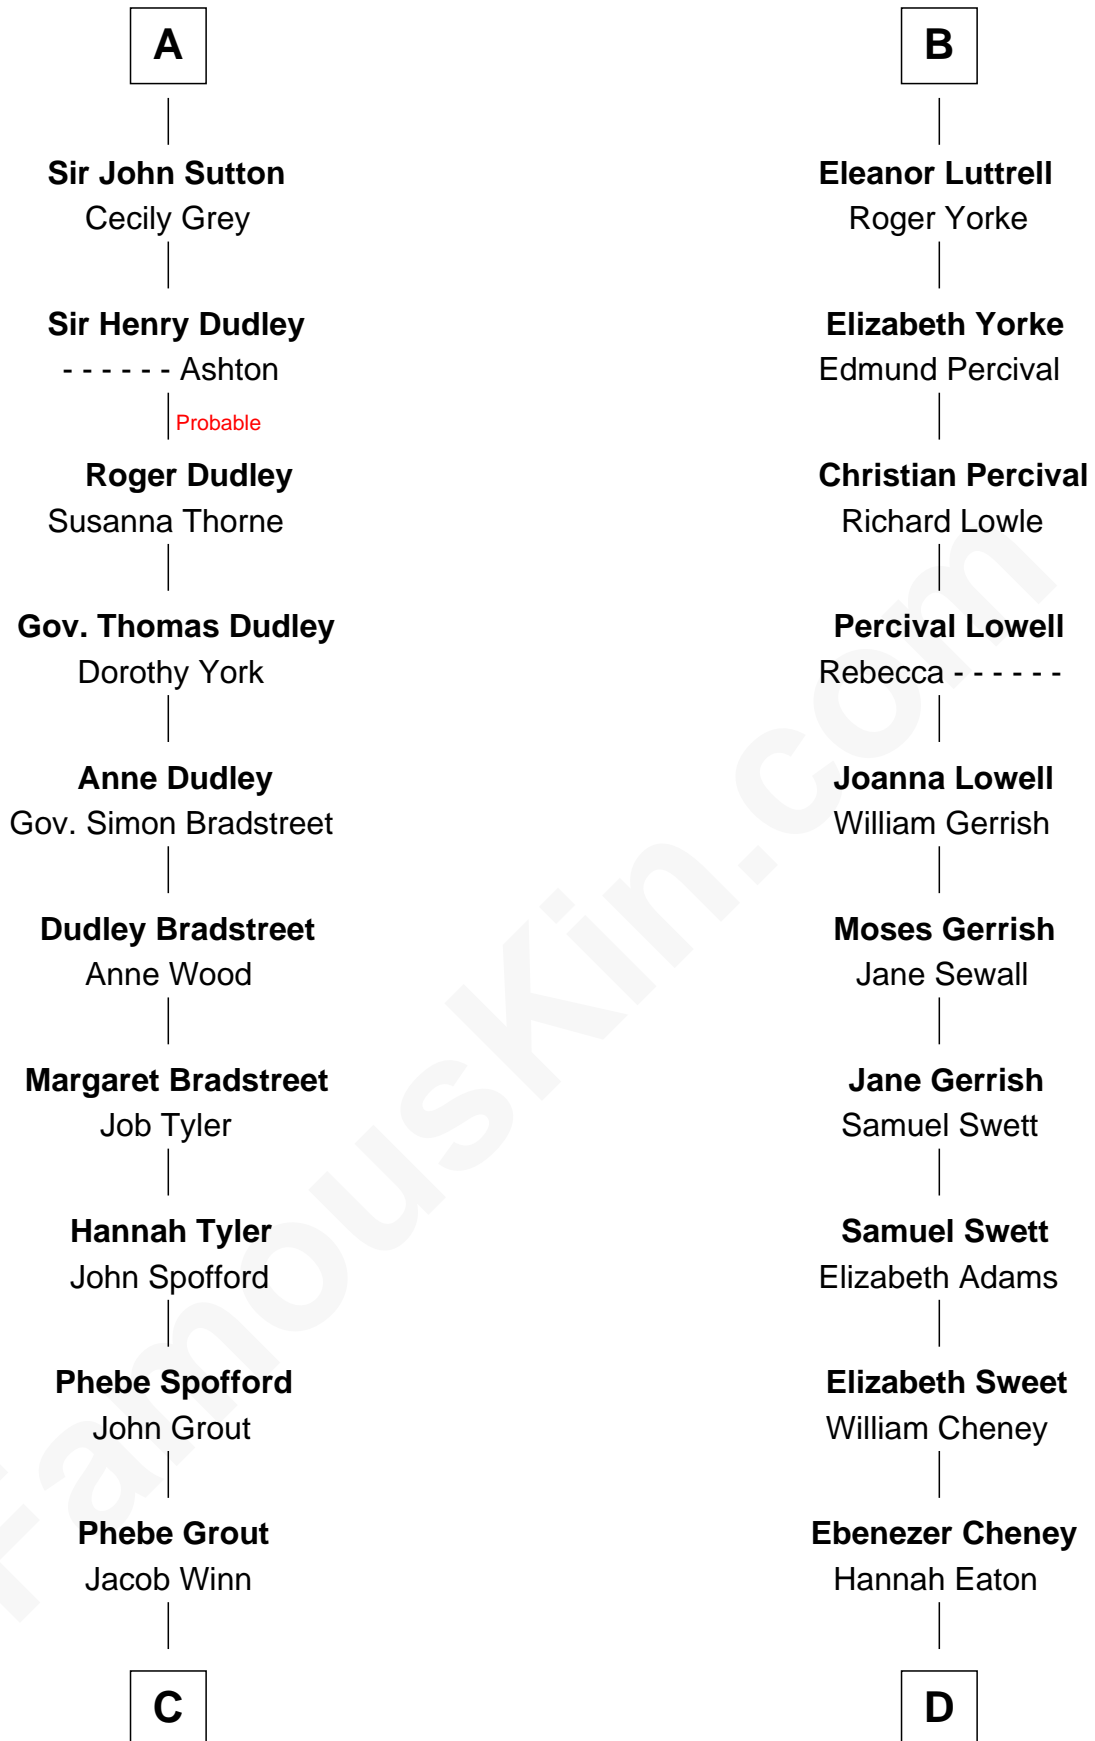 A
Sir John Sutton
Cecily Grey
Sir Henry Dudley
- - - - - - Ashton
Probable
Roger Dudley
Susanna Thorne
Gov. Thomas Dudley
Dorothy York
Anne Dudley
Gov. Simon Bradstreet
Dudley Bradstreet
Anne Wood
Margaret Bradstreet
Job Tyler
Hannah Tyler
John Spofford
Phebe Spofford
John Grout
Phebe Grout
Jacob Winn
C
B
Eleanor Luttrell
Roger Yorke
Elizabeth Yorke
Edmund Percival
Christian Percival
Richard Lowle
Percival Lowell
Rebecca - - - - - -
Joanna Lowell
William Gerrish
Moses Gerrish
Jane Sewall
Jane Gerrish
Samuel Swett
Samuel Swett
Elizabeth Adams
Elizabeth Sweet
William Cheney
Ebenezer Cheney
Hannah Eaton
D
FamousKin.com